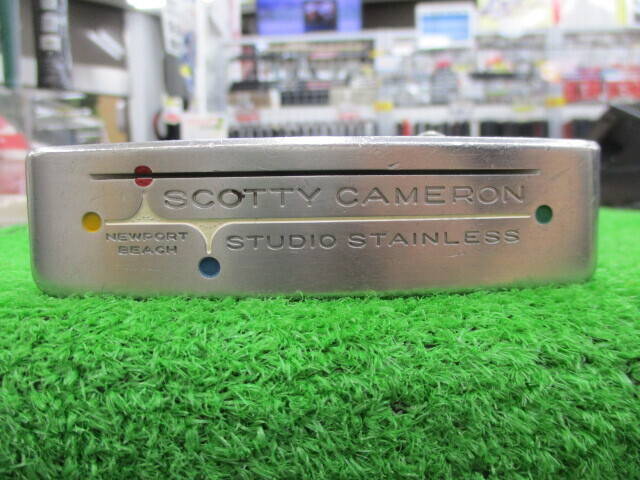 SCOTTY CAMERON
NEWPORT
BEACH
STUDIO STAINLESS